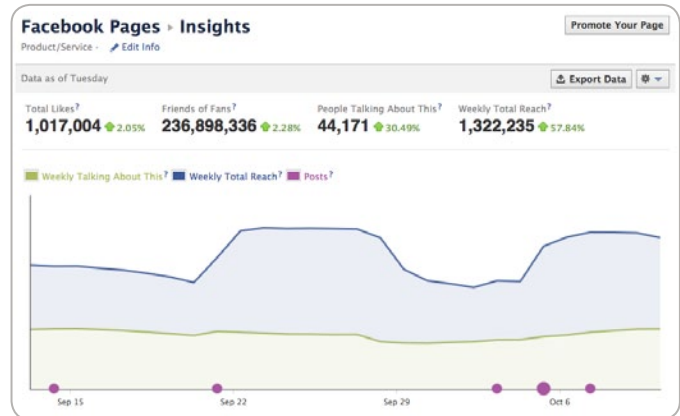 Facebook Pages ▸ Insights
Promote Your Page
Product/Service - Edit Info
Data as of Tuesday
Export Data
Total Likes? Friends of Fans? People Talking About This? Weekly Total Reach?
1,017,004 2.05% 236,898,336 2.28% 44,171 30.49% 1,322,235 57.84%
Weekly Talking About This? Weekly Total Reach? Posts?
Sep 15 Sep 22 Sep 29 Oct 6